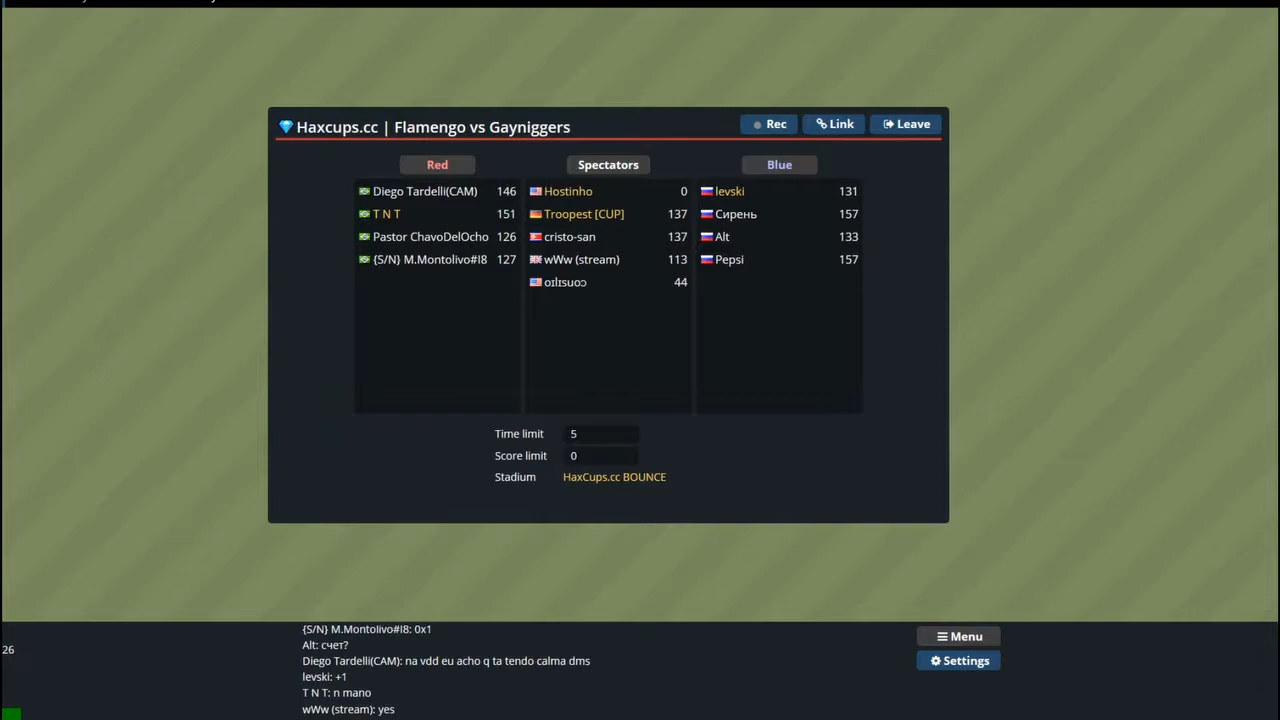 Haxcups.cc | Flamengo vs Gayniggers
Rec
Link
Leave
Red
Spectators
Blue
Diego Tardelli(CAM) 146
T N T 151
Pastor ChavoDelOcho 126
{S/N} M.Montolivo#I8 127
Hostinho 0
Troopest [CUP] 137
cristo-san 137
wWw (stream) 113
oılısuoɔ 44
levski 131
Сирень 157
Alt 133
Pepsi 157
Time limit 5
Score limit 0
Stadium HaxCups.cc BOUNCE
26
{S/N} M.Montolivo#I8: 0x1
Alt: счет?
Diego Tardelli(CAM): na vdd eu acho q ta tendo calma dms
levski: +1
T N T: n mano
wWw (stream): yes
Menu
Settings